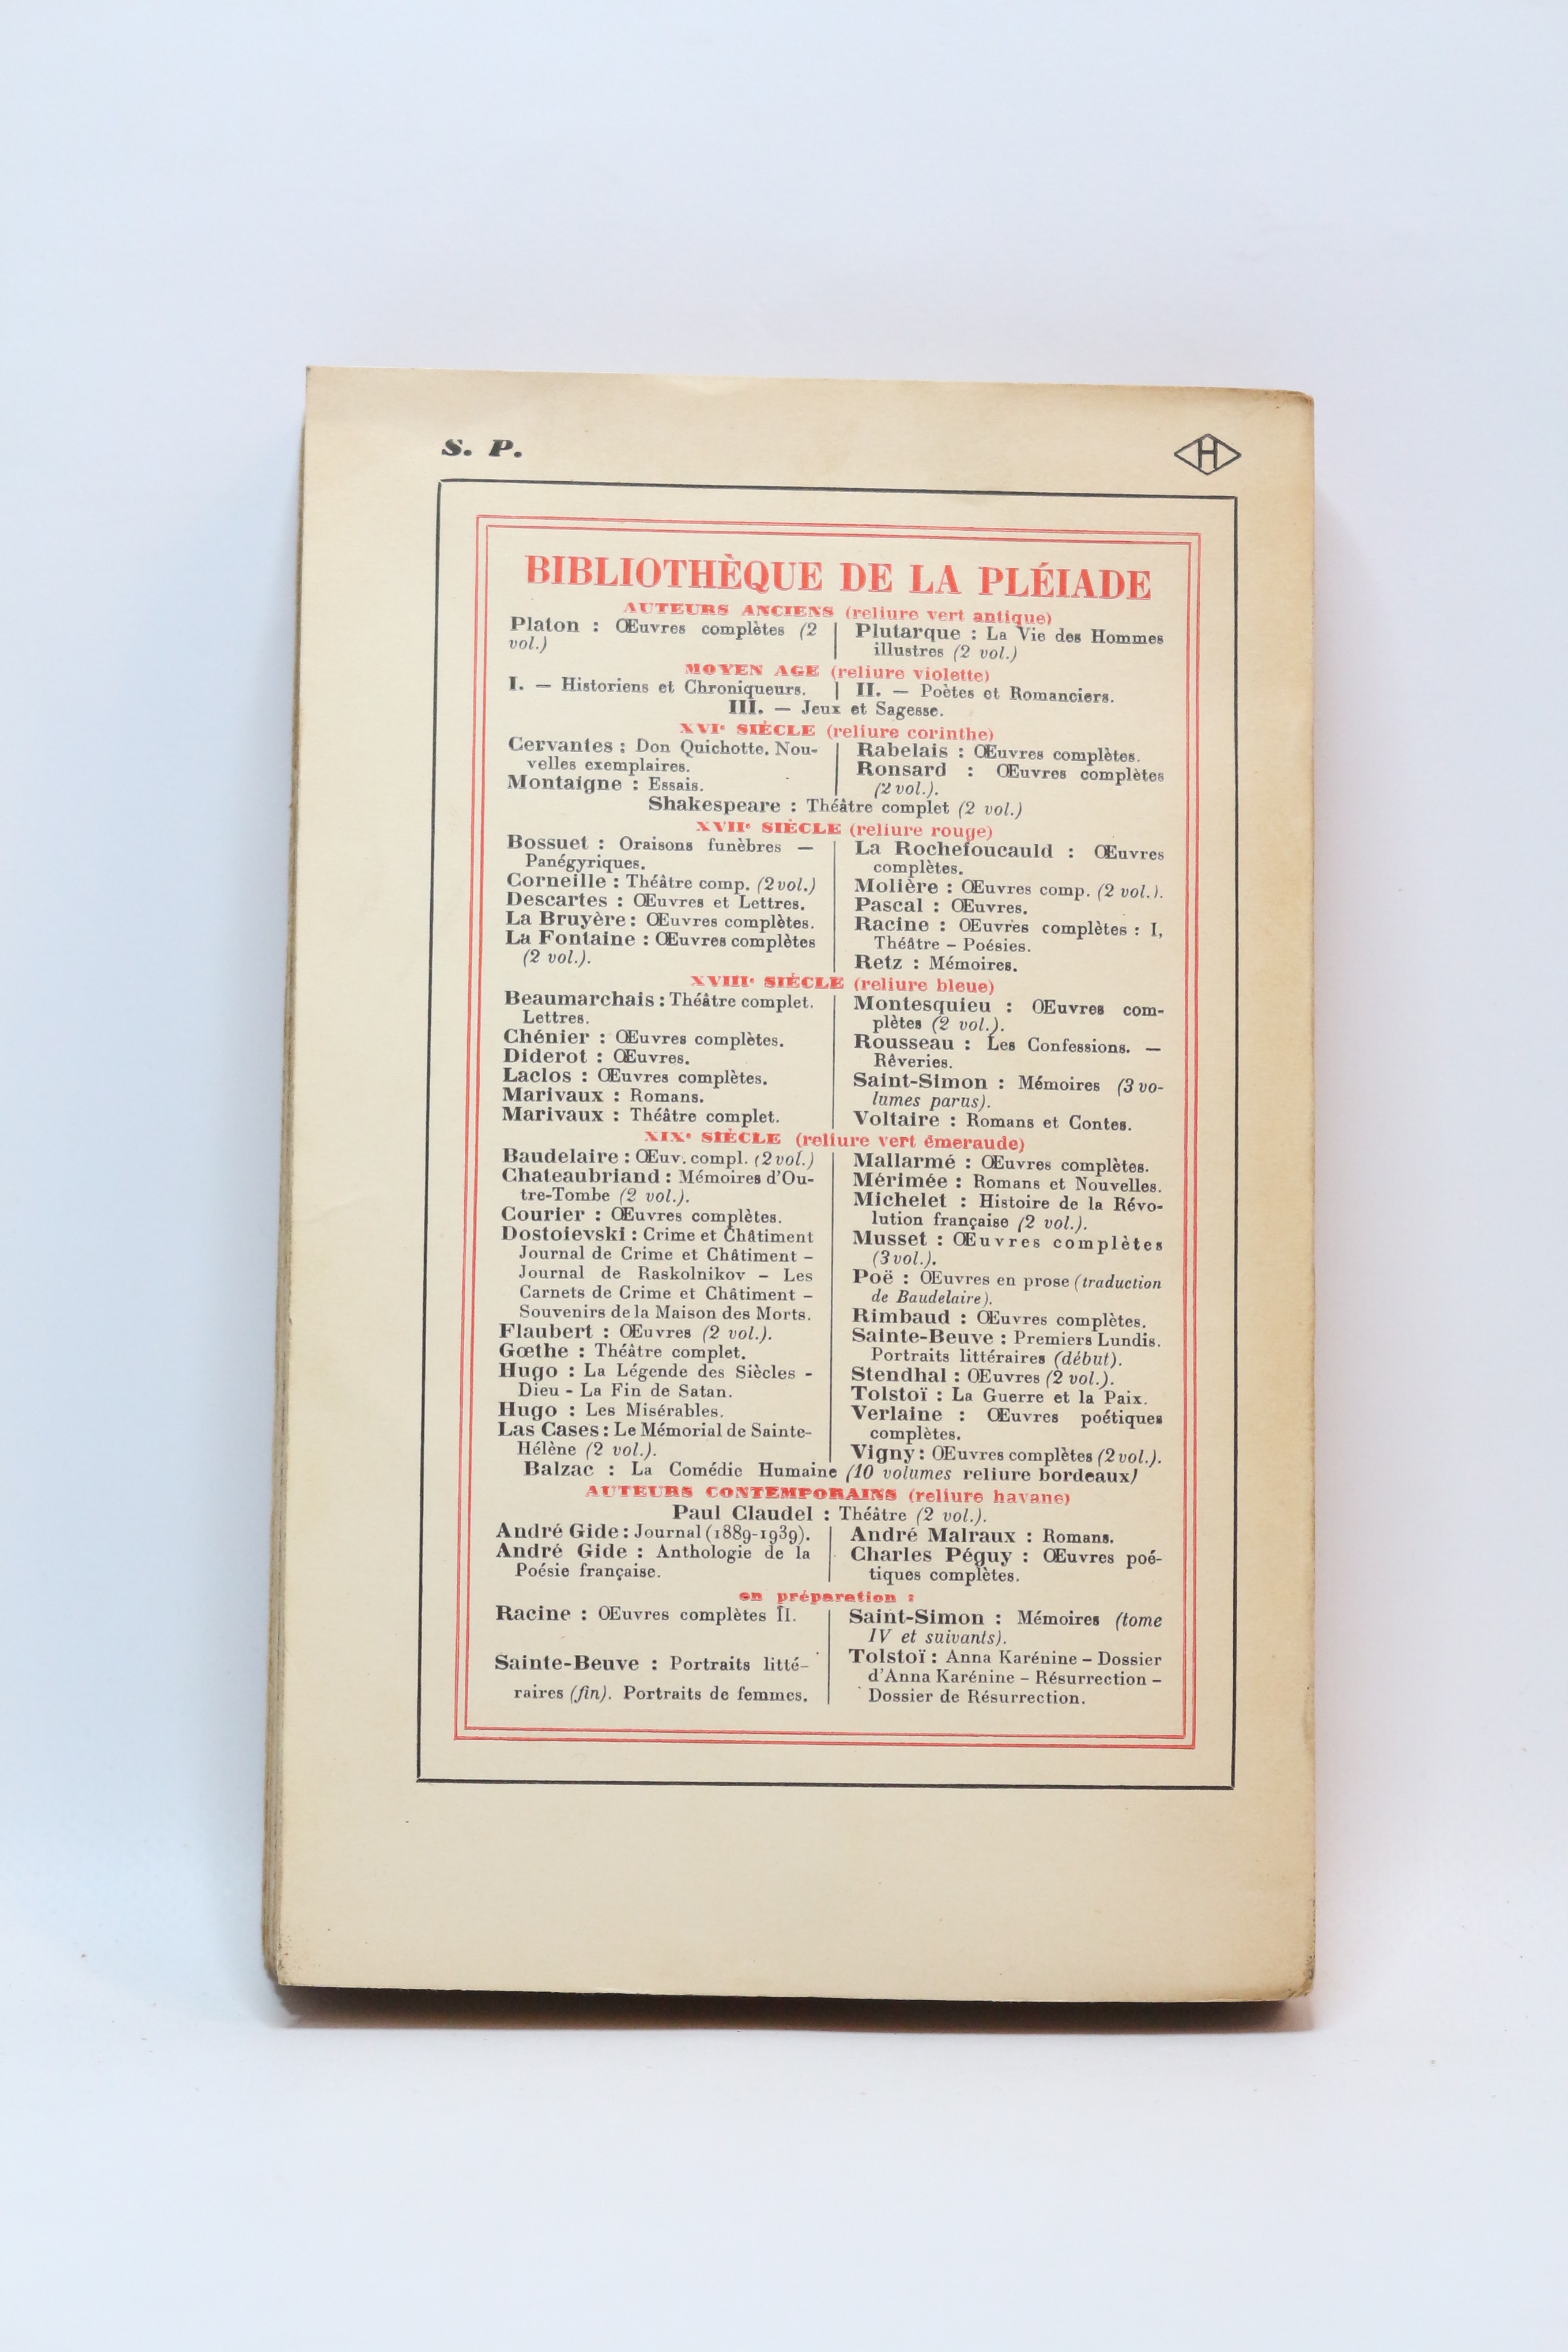 S. P.
H
BIBLIOTHÈQUE DE LA PLÉIADE
AUTEURS ANCIENS (reliure vert antique)
Platon : Œuvres complètes (2
vol.)
Plutarque : La Vie des Hommes
illustres (2 vol.)
MOYEN AGE (reliure violette)
I. — Historiens et Chroniqueurs.
II. — Poètes et Romanciers.
III. — Jeux et Sagesse.
XVIe SIÈCLE (reliure corinthe)
Cervantes : Don Quichotte. Nou-
velles exemplaires.
Montaigne : Essais.
Rabelais : Œuvres complètes.
Ronsard : Œuvres complètes
(2 vol.).
Shakespeare : Théâtre complet (2 vol.)
XVIIe SIÈCLE (reliure rouge)
Bossuet : Oraisons funèbres —
Panégyriques.
Corneille : Théâtre comp. (2 vol.)
Descartes : Œuvres et Lettres.
La Bruyère : Œuvres complètes.
La Fontaine : Œuvres complètes
(2 vol.).
La Rochefoucauld : Œuvres
complètes.
Molière : Œuvres comp. (2 vol.).
Pascal : Œuvres.
Racine : Œuvres complètes : I,
Théâtre – Poésies.
Retz : Mémoires.
XVIIIe SIÈCLE (reliure bleue)
Beaumarchais : Théâtre complet.
Lettres.
Chénier : Œuvres complètes.
Diderot : Œuvres.
Laclos : Œuvres complètes.
Marivaux : Romans.
Marivaux : Théâtre complet.
Montesquieu : Œuvres com-
plètes (2 vol.).
Rousseau : Les Confessions. —
Rêveries.
Saint-Simon : Mémoires (3 vo-
lumes parus).
Voltaire : Romans et Contes.
XIXe SIÈCLE (reliure vert émeraude)
Baudelaire : Œuv. compl. (2 vol.)
Chateaubriand : Mémoires d'Ou-
tre-Tombe (2 vol.).
Courier : Œuvres complètes.
Dostoievski : Crime et Châtiment
Journal de Crime et Châtiment –
Journal de Raskolnikov – Les
Carnets de Crime et Châtiment –
Souvenirs de la Maison des Morts.
Flaubert : Œuvres (2 vol.).
Gœthe : Théâtre complet.
Hugo : La Légende des Siècles -
Dieu - La Fin de Satan.
Hugo : Les Misérables.
Las Cases : Le Mémorial de Sainte-
Hélène (2 vol.).
Mallarmé : Œuvres complètes.
Mérimée : Romans et Nouvelles.
Michelet : Histoire de la Révo-
lution française (2 vol.).
Musset : Œuvres complètes
(3 vol.).
Poë : Œuvres en prose (traduction
de Baudelaire).
Rimbaud : Œuvres complètes.
Sainte-Beuve : Premiers Lundis.
Portraits littéraires (début).
Stendhal : Œuvres (2 vol.).
Tolstoï : La Guerre et la Paix.
Verlaine : Œuvres poétiques
complètes.
Vigny : Œuvres complètes (2 vol.).
Balzac : La Comédie Humaine (10 volumes reliure bordeaux)
AUTEURS CONTEMPORAINS (reliure havane)
Paul Claudel : Théâtre (2 vol.).
André Gide : Journal (1889-1939).
André Gide : Anthologie de la
Poésie française.
André Malraux : Romans.
Charles Péguy : Œuvres poé-
tiques complètes.
en préparation :
Racine : Œuvres complètes II.
Sainte-Beuve : Portraits litté-
raires (fin). Portraits de femmes.
Saint-Simon : Mémoires (tome
IV et suivants).
Tolstoï : Anna Karénine – Dossier
d'Anna Karénine – Résurrection –
Dossier de Résurrection.